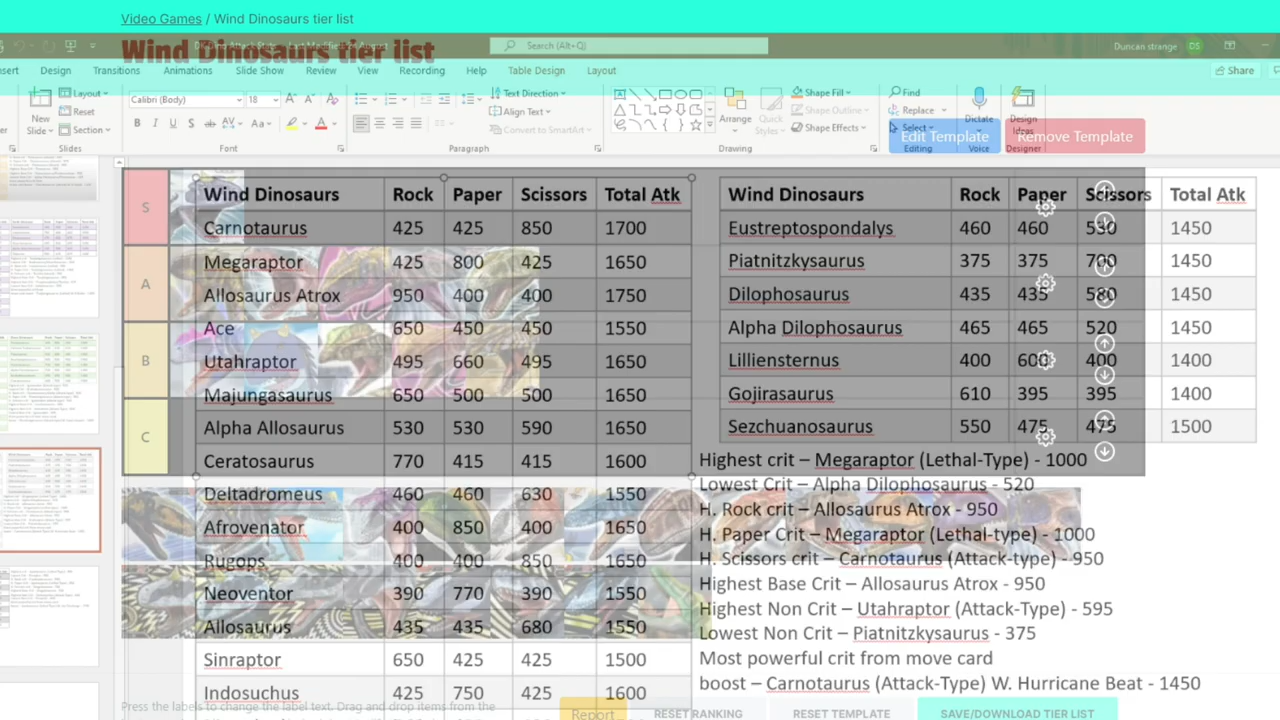 Video Games / Wind Dinosaurs tier list
Wind Dinosaurs tier list
Search (Alt+Q)
Duncan strange DS
Design Transitions Animations Slide Show Review View Recording Help Table Design Layout Share
New Slide
Layout
Reset
Section
Slides
Calibri (Body) 18
Font
Text Direction
Align Text
Convert to SmartArt
Paragraph
Arrange
Quick Styles
Shape Fill
Shape Outline
Shape Effects
Drawing
Find
Replace
Select
Editing
Dictate
Voice
Design Ideas
Designer
Edit Template Remove Template
S
A
B
C
Wind Dinosaurs Rock Paper Scissors Total Atk
Carnotaurus 425 425 850 1700
Megaraptor 425 800 425 1650
Allosaurus Atrox 950 400 400 1750
Ace 650 450 450 1550
Utahraptor 495 660 495 1650
Majungasaurus 650 500 500 1650
Alpha Allosaurus 530 530 590 1650
Ceratosaurus 770 415 415 1600
Deltadromeus 460 460 630 1550
Afrovenator 400 850 400 1650
Rugops 400 400 850 1650
Neoventor 390 770 390 1550
Allosaurus 435 435 680 1550
Sinraptor 650 425 425 1500
Indosuchus 425 750 425 1600
Wind Dinosaurs Rock Paper Scissors Total Atk
Eustreptospondalys 460 460 530 1450
Piatnitzkysaurus 375 375 700 1450
Dilophosaurus 435 435 580 1450
Alpha Dilophosaurus 465 465 520 1450
Lilliensternus 400 600 400 1400
Gojirasaurus 610 395 395 1400
Sezchuanosaurus 550 475 475 1500
Highest crit – Megaraptor (Lethal-Type) - 1000
Lowest Crit – Alpha Dilophosaurus - 520
H. Rock crit – Allosaurus Atrox - 950
H. Paper Crit – Megaraptor (Lethal-type) - 1000
H. Scissors crit – Carnotaurus (Attack-type) -950
Highest Base Crit – Allosaurus Atrox - 950
Highest Non Crit – Utahraptor (Attack-Type) - 595
Lowest Non Crit – Piatnitzkysaurus - 375
Most powerful crit from move card
boost – Carnotaurus (Attack-Type) W. Hurricane Beat - 1450
Press the labels to change the label text. Drag and drop items from the
Report RESET RANKING RESET TEMPLATE SAVE/DOWNLOAD TIER LIST